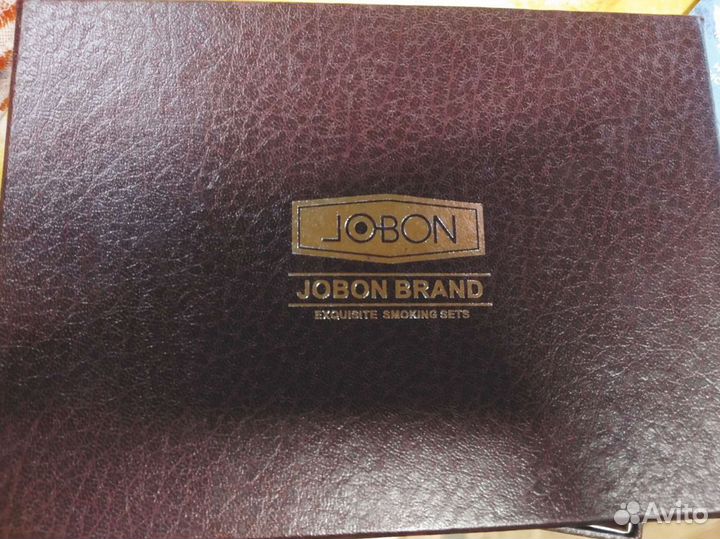 JOBON
JOBON BRAND
EXQUISITE SMOKING SETS
Avito